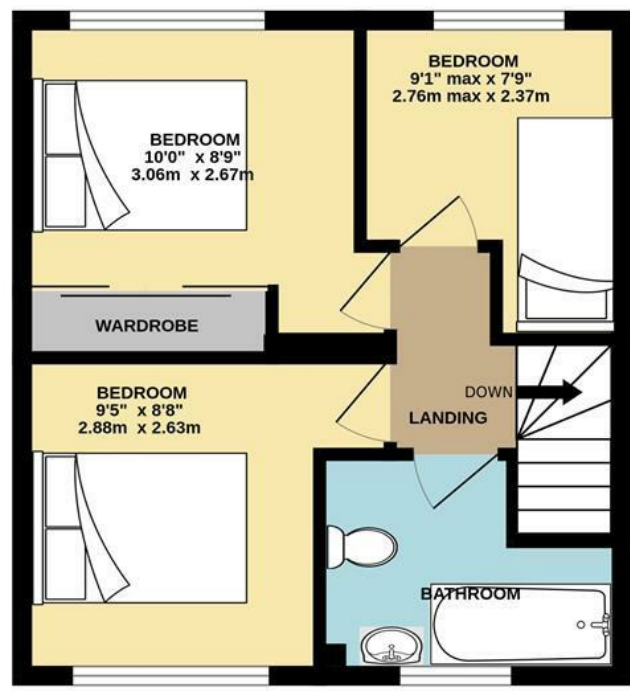 BEDROOM
10'0" x 8'9"
3.06m x 2.67m
BEDROOM
9'1" max x 7'9"
2.76m max x 2.37m
WARDROBE
BEDROOM
9'5" x 8'8"
2.88m x 2.63m
DOWN
LANDING
BATHROOM